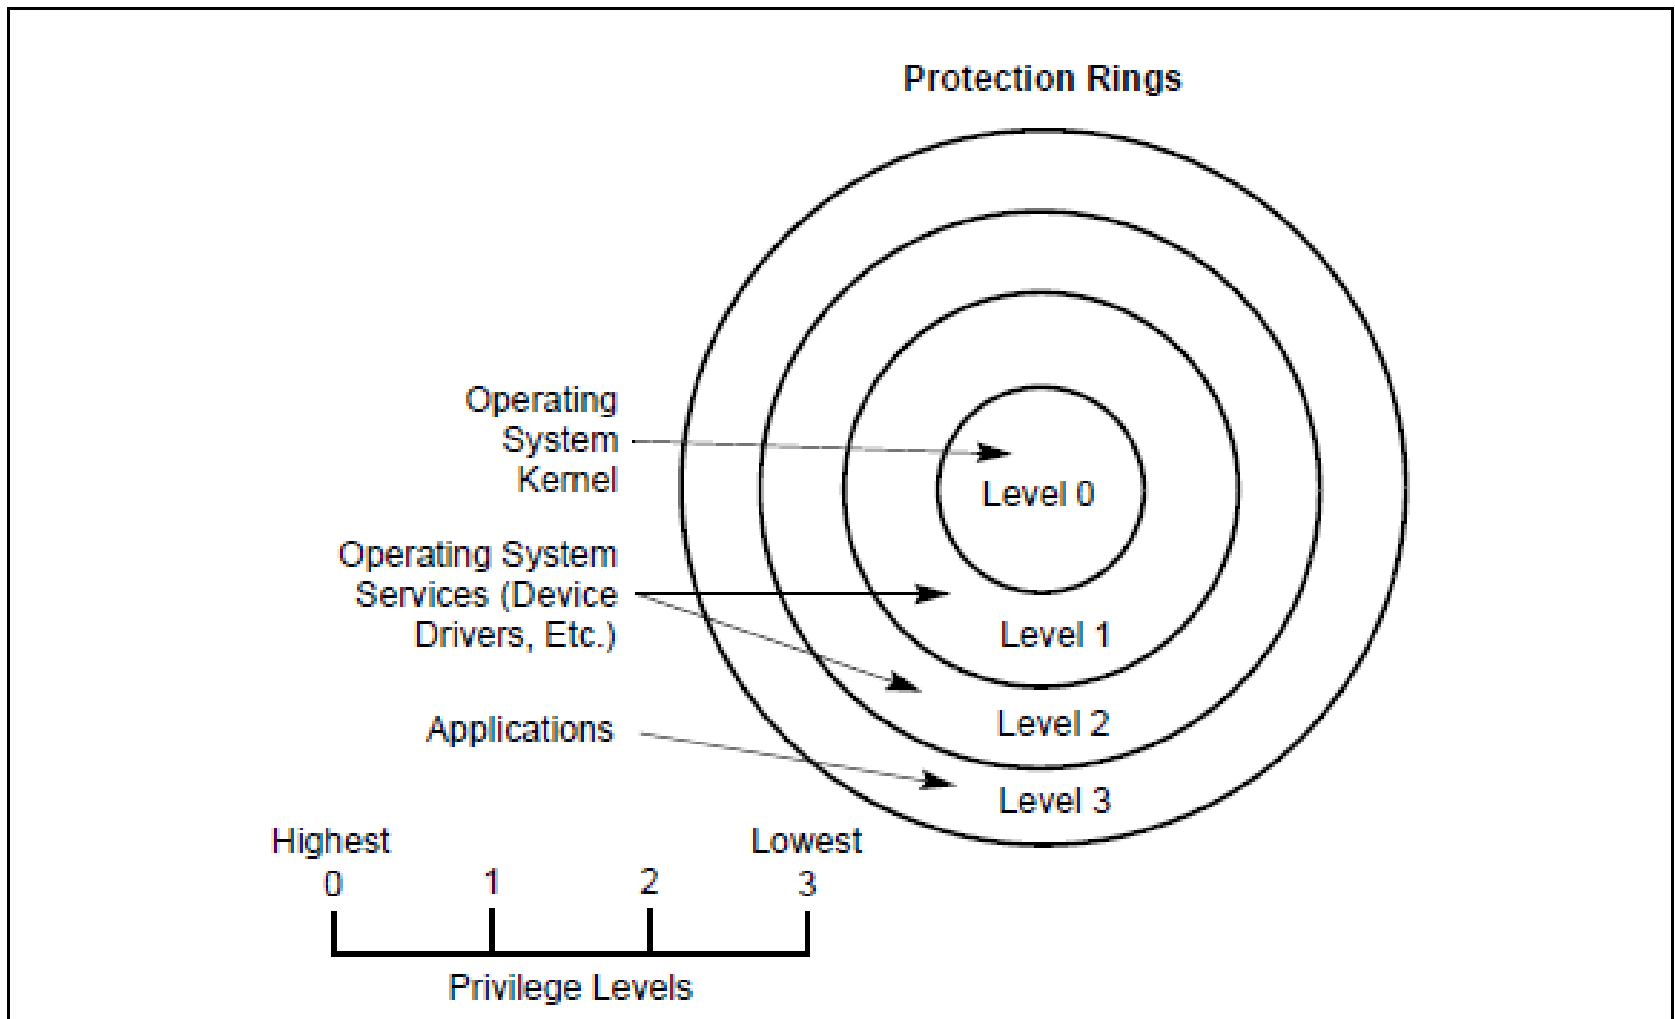 Protection Rings
Operating
System
Kernel
Level 0
Operating System
Services (Device
Drivers, Etc.)
Level 1
Level 2
Applications
Level 3
Highest
Lowest
0 1 2 3
Privilege Levels